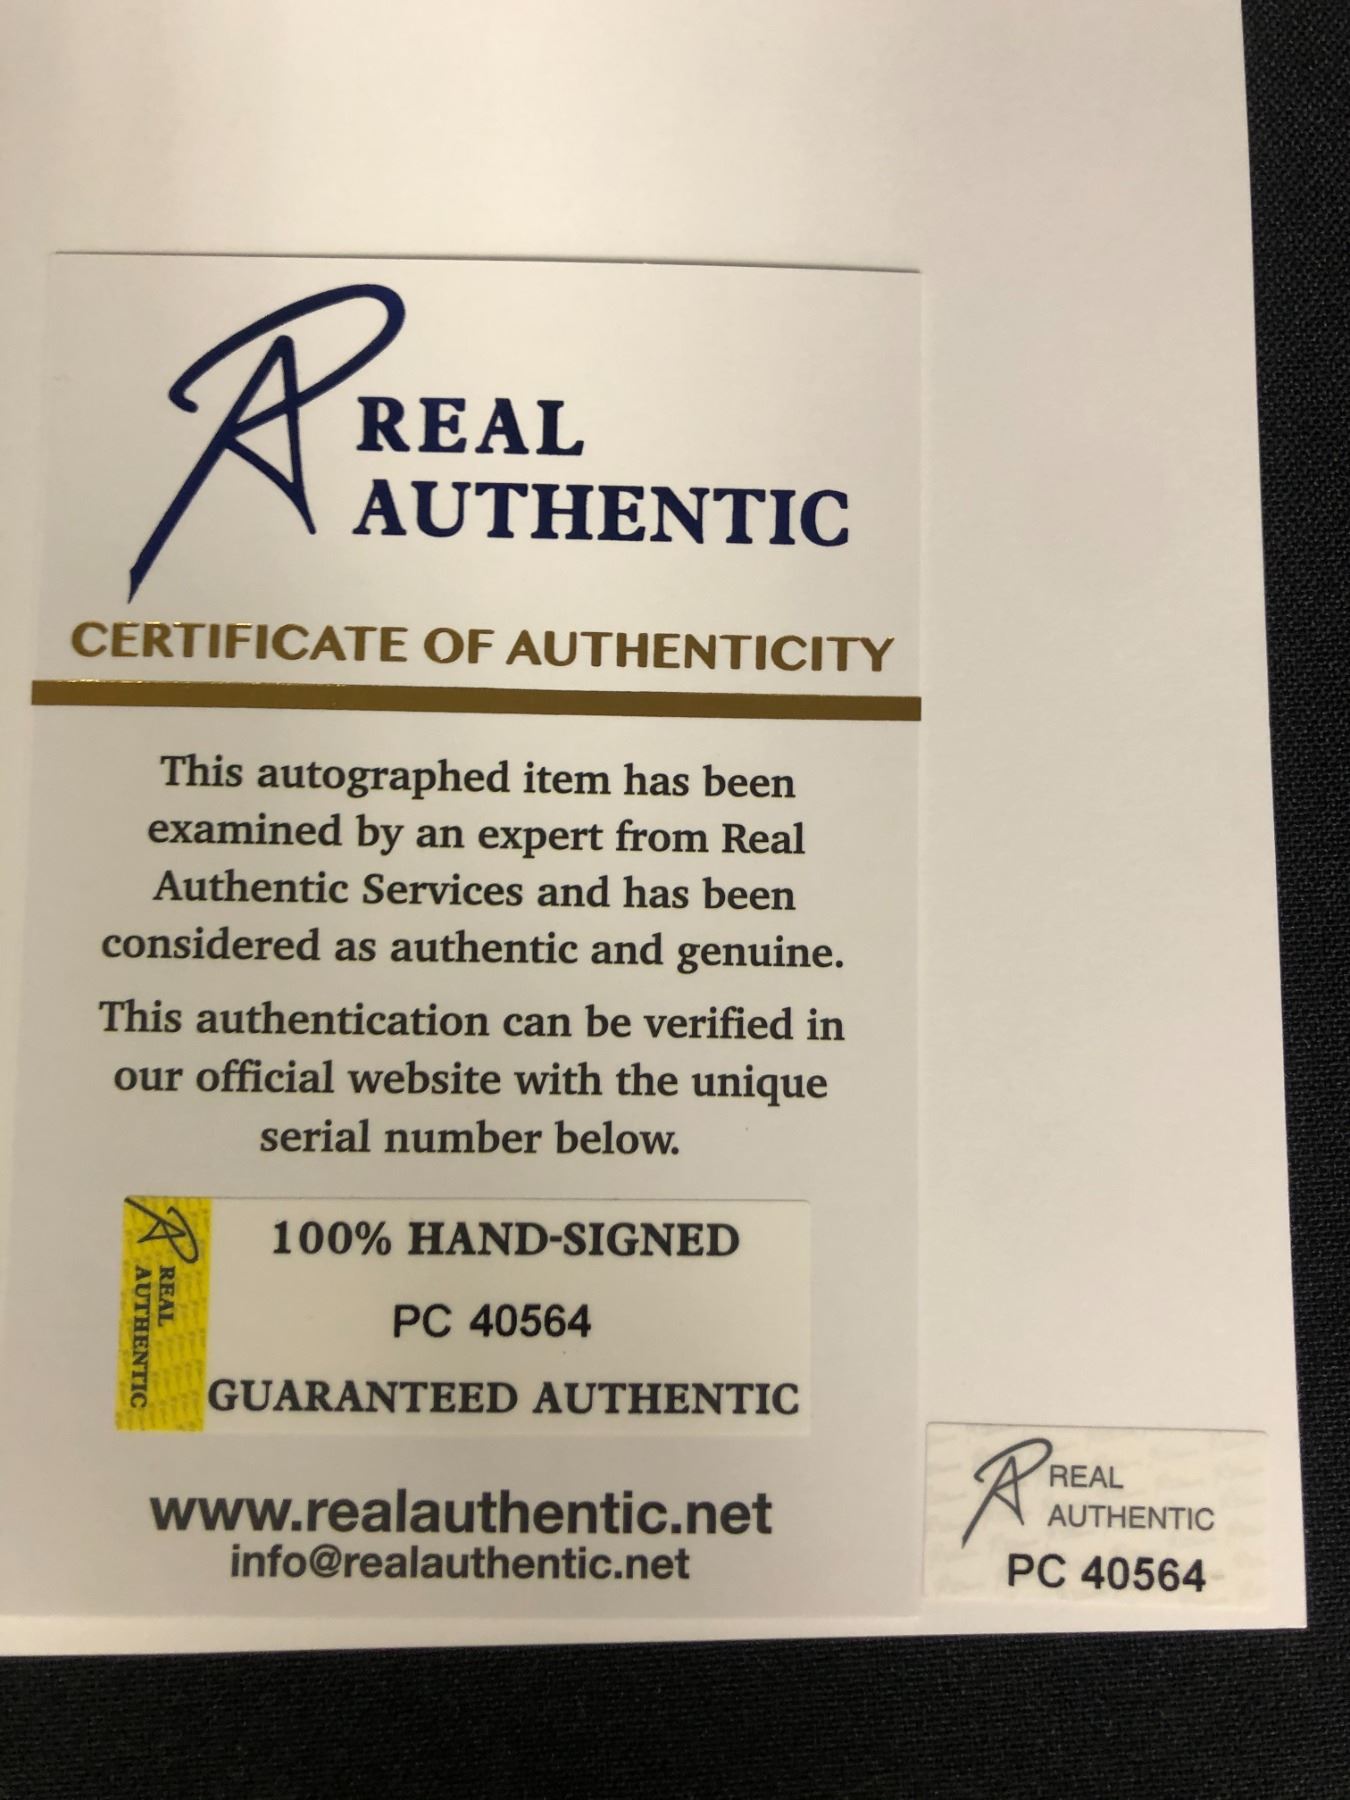 REAL
AUTHENTIC
CERTIFICATE OF AUTHENTICITY
This autographed item has been
examined by an expert from Real
Authentic Services and has been
considered as authentic and genuine.
This authentication can be verified in
our official website with the unique
serial number below.
REAL
AUTHENTIC
100% HAND-SIGNED
PC 40564
GUARANTEED AUTHENTIC
www.realauthentic.net
info@realauthentic.net
REAL
AUTHENTIC
PC 40564